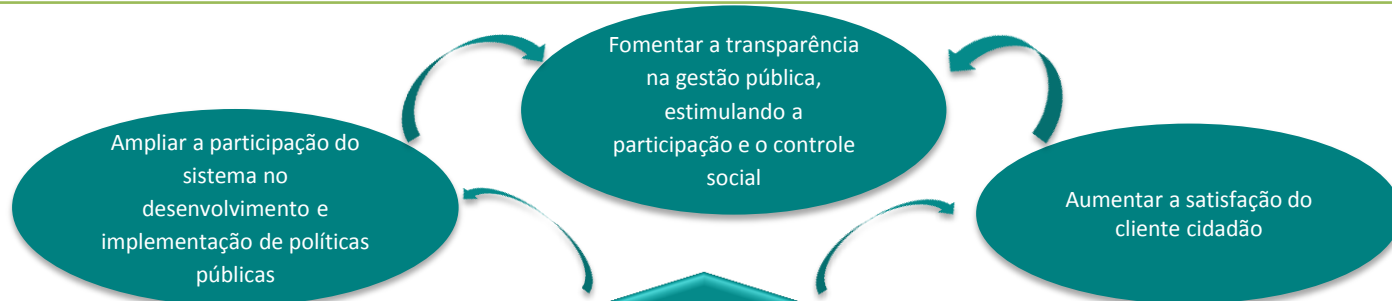 Fomentar a transparência
na gestão pública,
estimulando a
participação e o controle
social
Ampliar a participação do
sistema no
desenvolvimento e
implementação de políticas
públicas
Aumentar a satisfação do
cliente cidadão